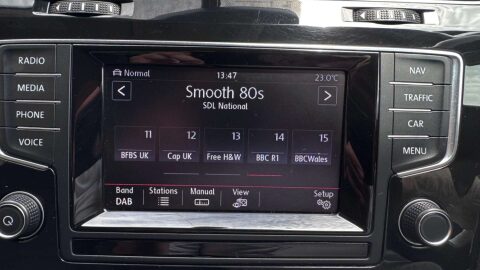 RADIO
MEDIA
PHONE
VOICE
Normal 13:47 23.0°C
Smooth 80s
SDL National
11 12 13 14 15
BFBS UK Cap UK Free H&W BBC R1 BBCWales
Band Stations Manual View Setup
DAB
NAV
TRAFFIC
CAR
MENU